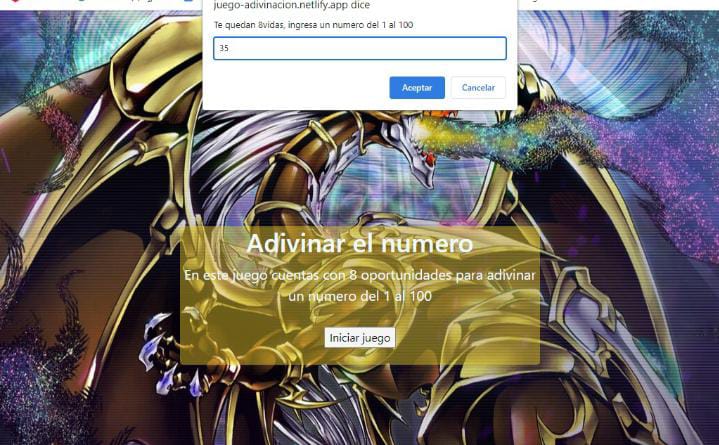 juego-adivinacion.netlify.app dice
Te quedan 8vidas, ingresa un numero del 1 al 100
35
Aceptar
Cancelar
Adivinar el numero
En este juego cuentas con 8 oportunidades para adivinar
un numero del 1 al 100
Iniciar juego